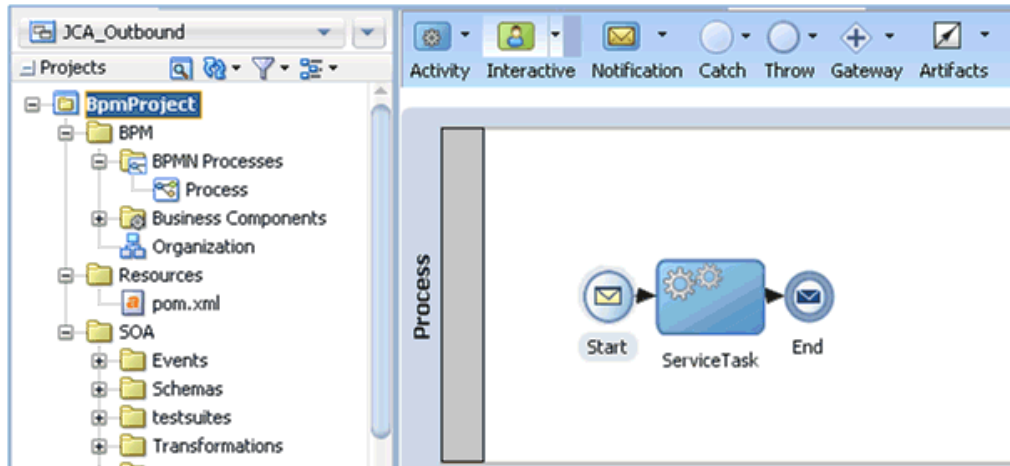 JCA_Outbound
Projects
BpmProject
BPM
BPMN Processes
Process
Business Components
Organization
Resources
pom.xml
SOA
Events
Schemas
testsuites
Transformations
Activity Interactive Notification Catch Throw Gateway Artifacts
Process
Start
ServiceTask
End